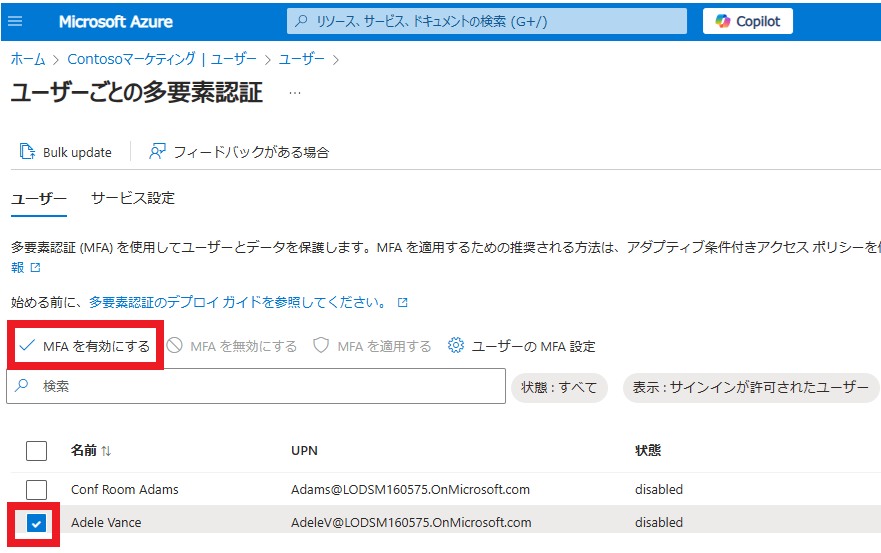 Microsoft Azure
リソース、サービス、ドキュメントの検索 (G+/)
Copilot
ホーム > Contosoマーケティング | ユーザー > ユーザー >
ユーザーごとの多要素認証 ...
Bulk update
フィードバックがある場合
ユーザー サービス設定
多要素認証 (MFA) を使用してユーザーとデータを保護します。MFA を適用するための推奨される方法は、アダプティブ条件付きアクセス ポリシーを
報
始める前に、多要素認証のデプロイ ガイドを参照してください。
MFA を有効にする MFA を無効にする MFA を適用する ユーザーの MFA 設定
検索 状態 : すべて 表示 : サインインが許可されたユーザー
名前 ↑↓ UPN 状態
Conf Room Adams Adams@LODSM160575.OnMicrosoft.com disabled
Adele Vance AdeleV@LODSM160575.OnMicrosoft.com disabled